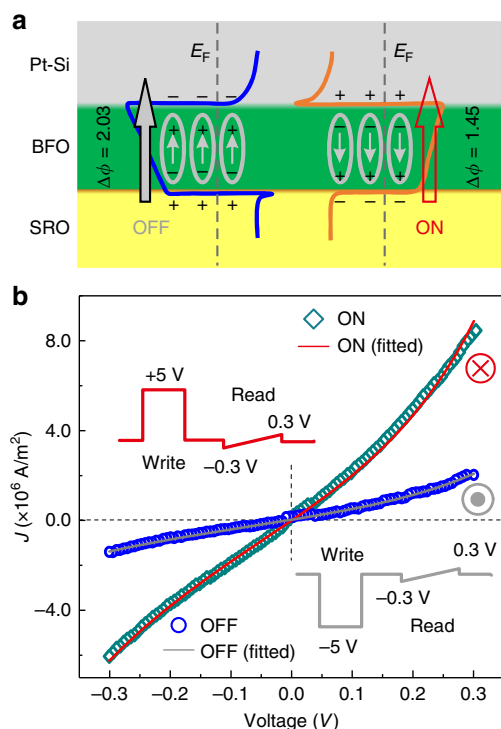 a
Pt-Si
E_F
E_F
− − −
+ + +
BFO
Δϕ = 2.03
+ + +
− − −
− − −
+ + +
Δϕ = 1.45
SRO
+ + +
− − −
OFF
ON
b
ON
ON (fitted)
+5 V
Read
0.3 V
Write
−0.3 V
Write
0.3 V
−0.3 V
Read
−5 V
OFF
OFF (fitted)
8.0
4.0
0.0
−4.0
J (×10⁶ A/m²)
−0.3 −0.2 −0.1 0.0 0.1 0.2 0.3
Voltage (V)